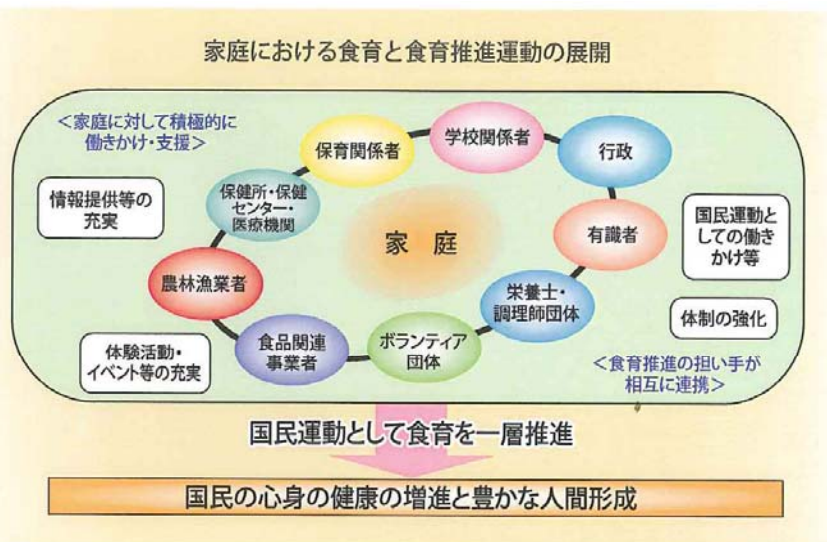 家庭における食育と食育推進運動の展開
＜家庭に対して積極的に
働きかけ・支援＞
保育関係者
学校関係者
行政
情報提供等の
充実
保健所・保健
センター・
医療機関
家 庭
有識者
国民運動と
しての働き
かけ等
農林漁業者
栄養士・
調理師団体
体制の強化
体験活動・
イベント等の充実
食品関連
事業者
ボランティア
団体
＜食育推進の担い手が
相互に連携＞
国民運動として食育を一層推進
国民の心身の健康の増進と豊かな人間形成